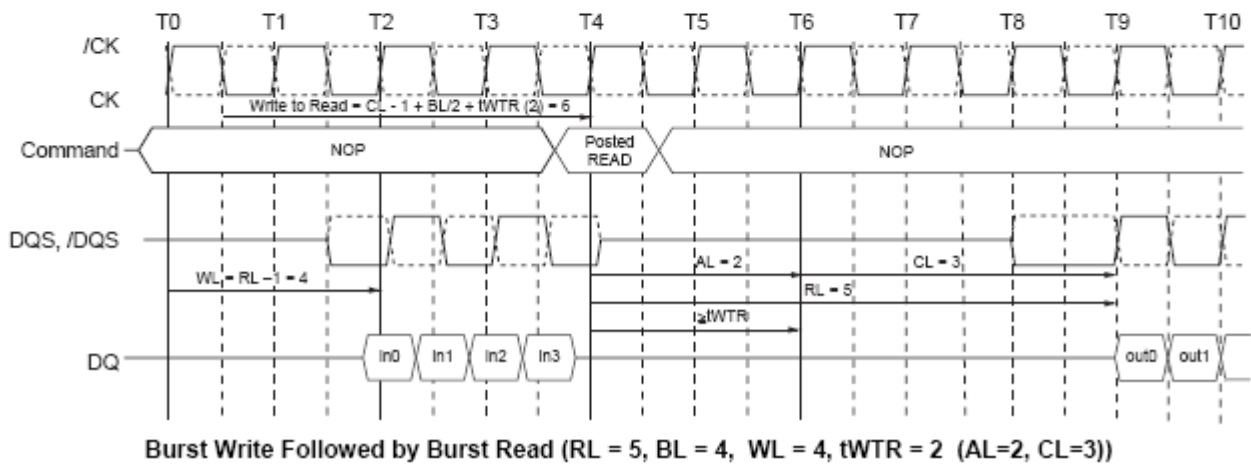 T0 T1 T2 T3 T4 T5 T6 T7 T8 T9 T10
/CK
CK
Write to Read = CL - 1 + BL/2 + tWTR (2) = 6
Command NOP Posted READ NOP
DQS, /DQS
AL = 2 CL = 3
WL = RL –1 = 4
RL = 5
≥tWTR
DQ In0 In1 In2 In3 out0 out1
Burst Write Followed by Burst Read (RL = 5, BL = 4, WL = 4, tWTR = 2 (AL=2, CL=3))